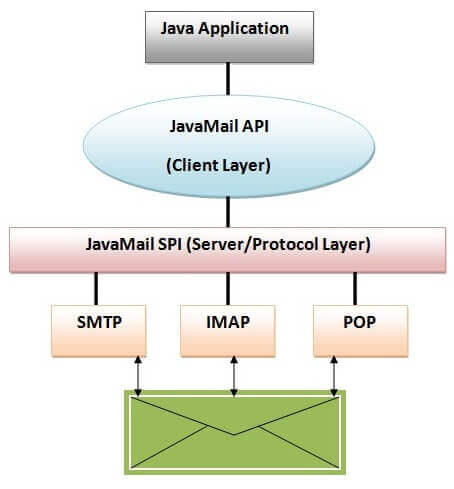 Java Application
JavaMail API
(Client Layer)
JavaMail SPI (Server/Protocol Layer)
SMTP
IMAP
POP